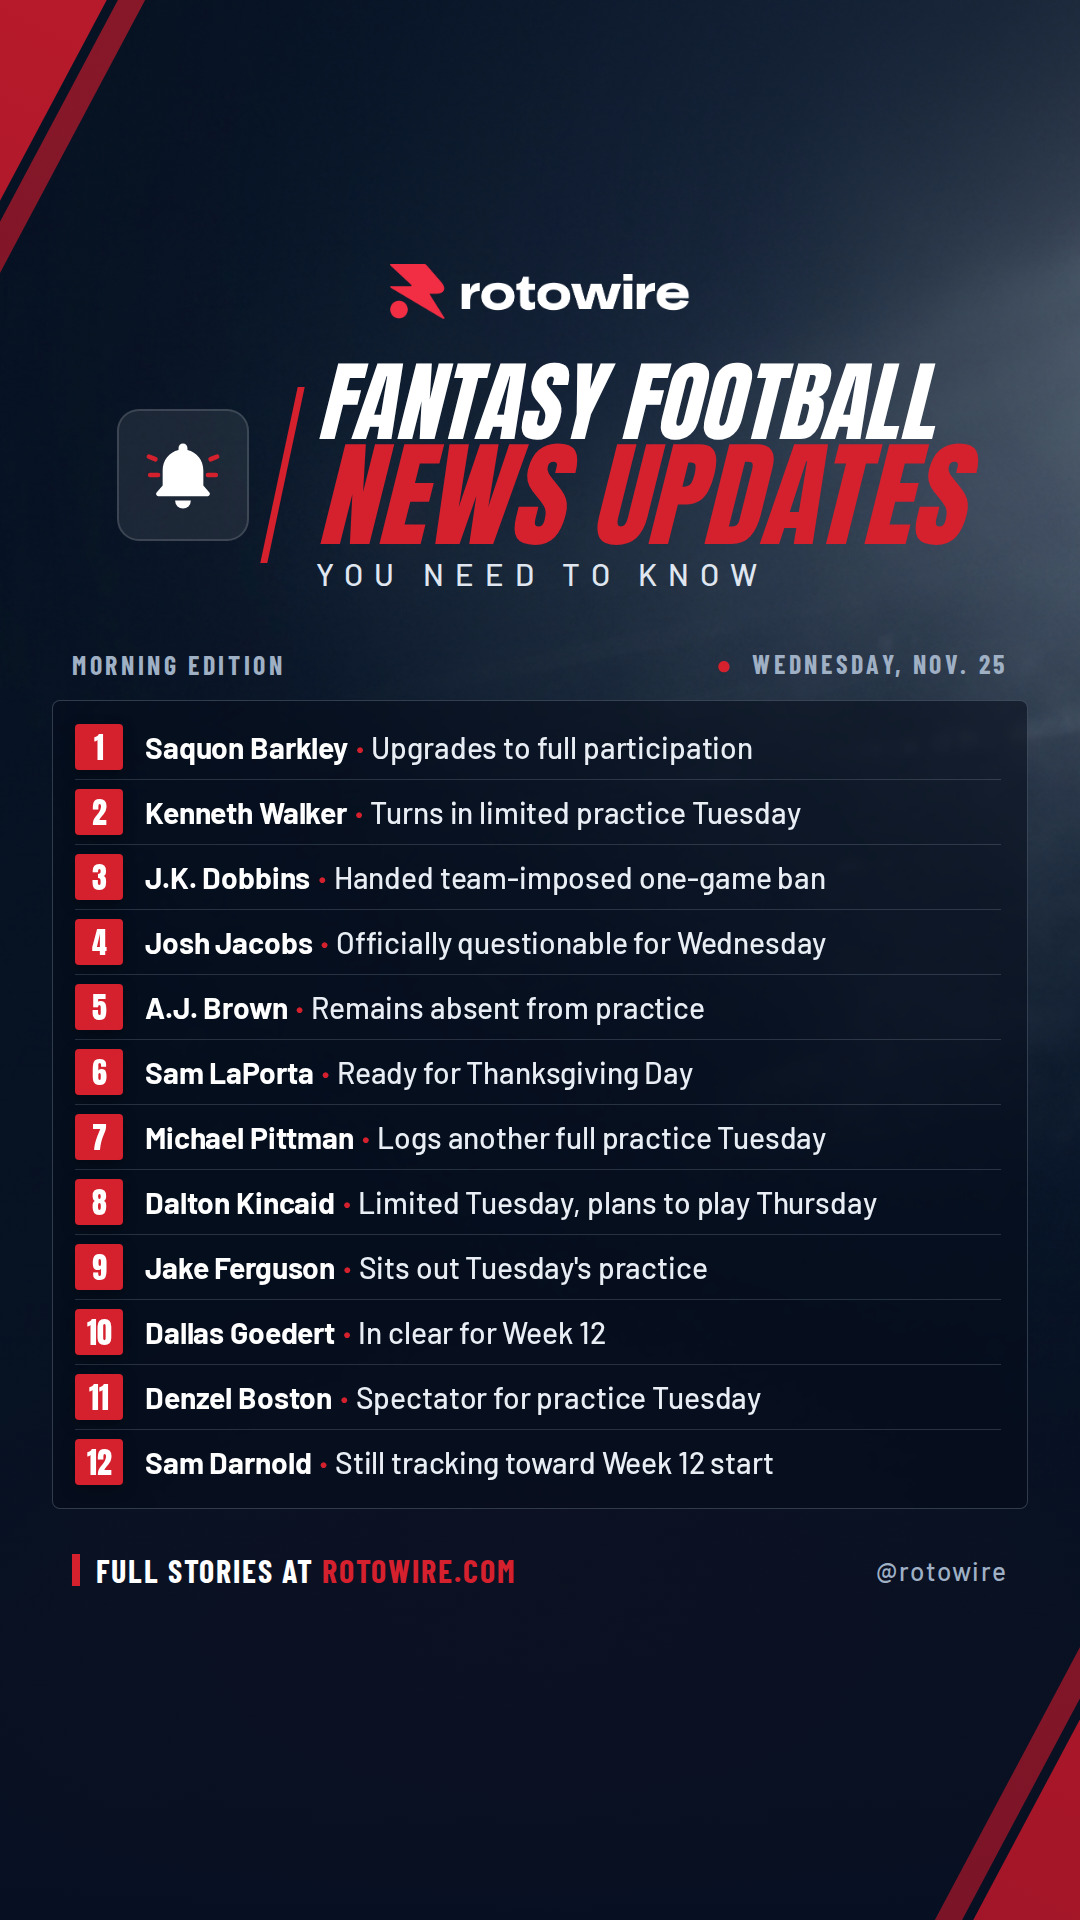 rotowire
FANTASY FOOTBALL
NEWS UPDATES
YOU NEED TO KNOW
MORNING EDITION
• WEDNESDAY, NOV. 25
1 Saquon Barkley • Upgrades to full participation
2 Kenneth Walker • Turns in limited practice Tuesday
3 J.K. Dobbins • Handed team-imposed one-game ban
4 Josh Jacobs • Officially questionable for Wednesday
5 A.J. Brown • Remains absent from practice
6 Sam LaPorta • Ready for Thanksgiving Day
7 Michael Pittman • Logs another full practice Tuesday
8 Dalton Kincaid • Limited Tuesday, plans to play Thursday
9 Jake Ferguson • Sits out Tuesday's practice
10 Dallas Goedert • In clear for Week 12
11 Denzel Boston • Spectator for practice Tuesday
12 Sam Darnold • Still tracking toward Week 12 start
FULL STORIES AT ROTOWIRE.COM
@rotowire